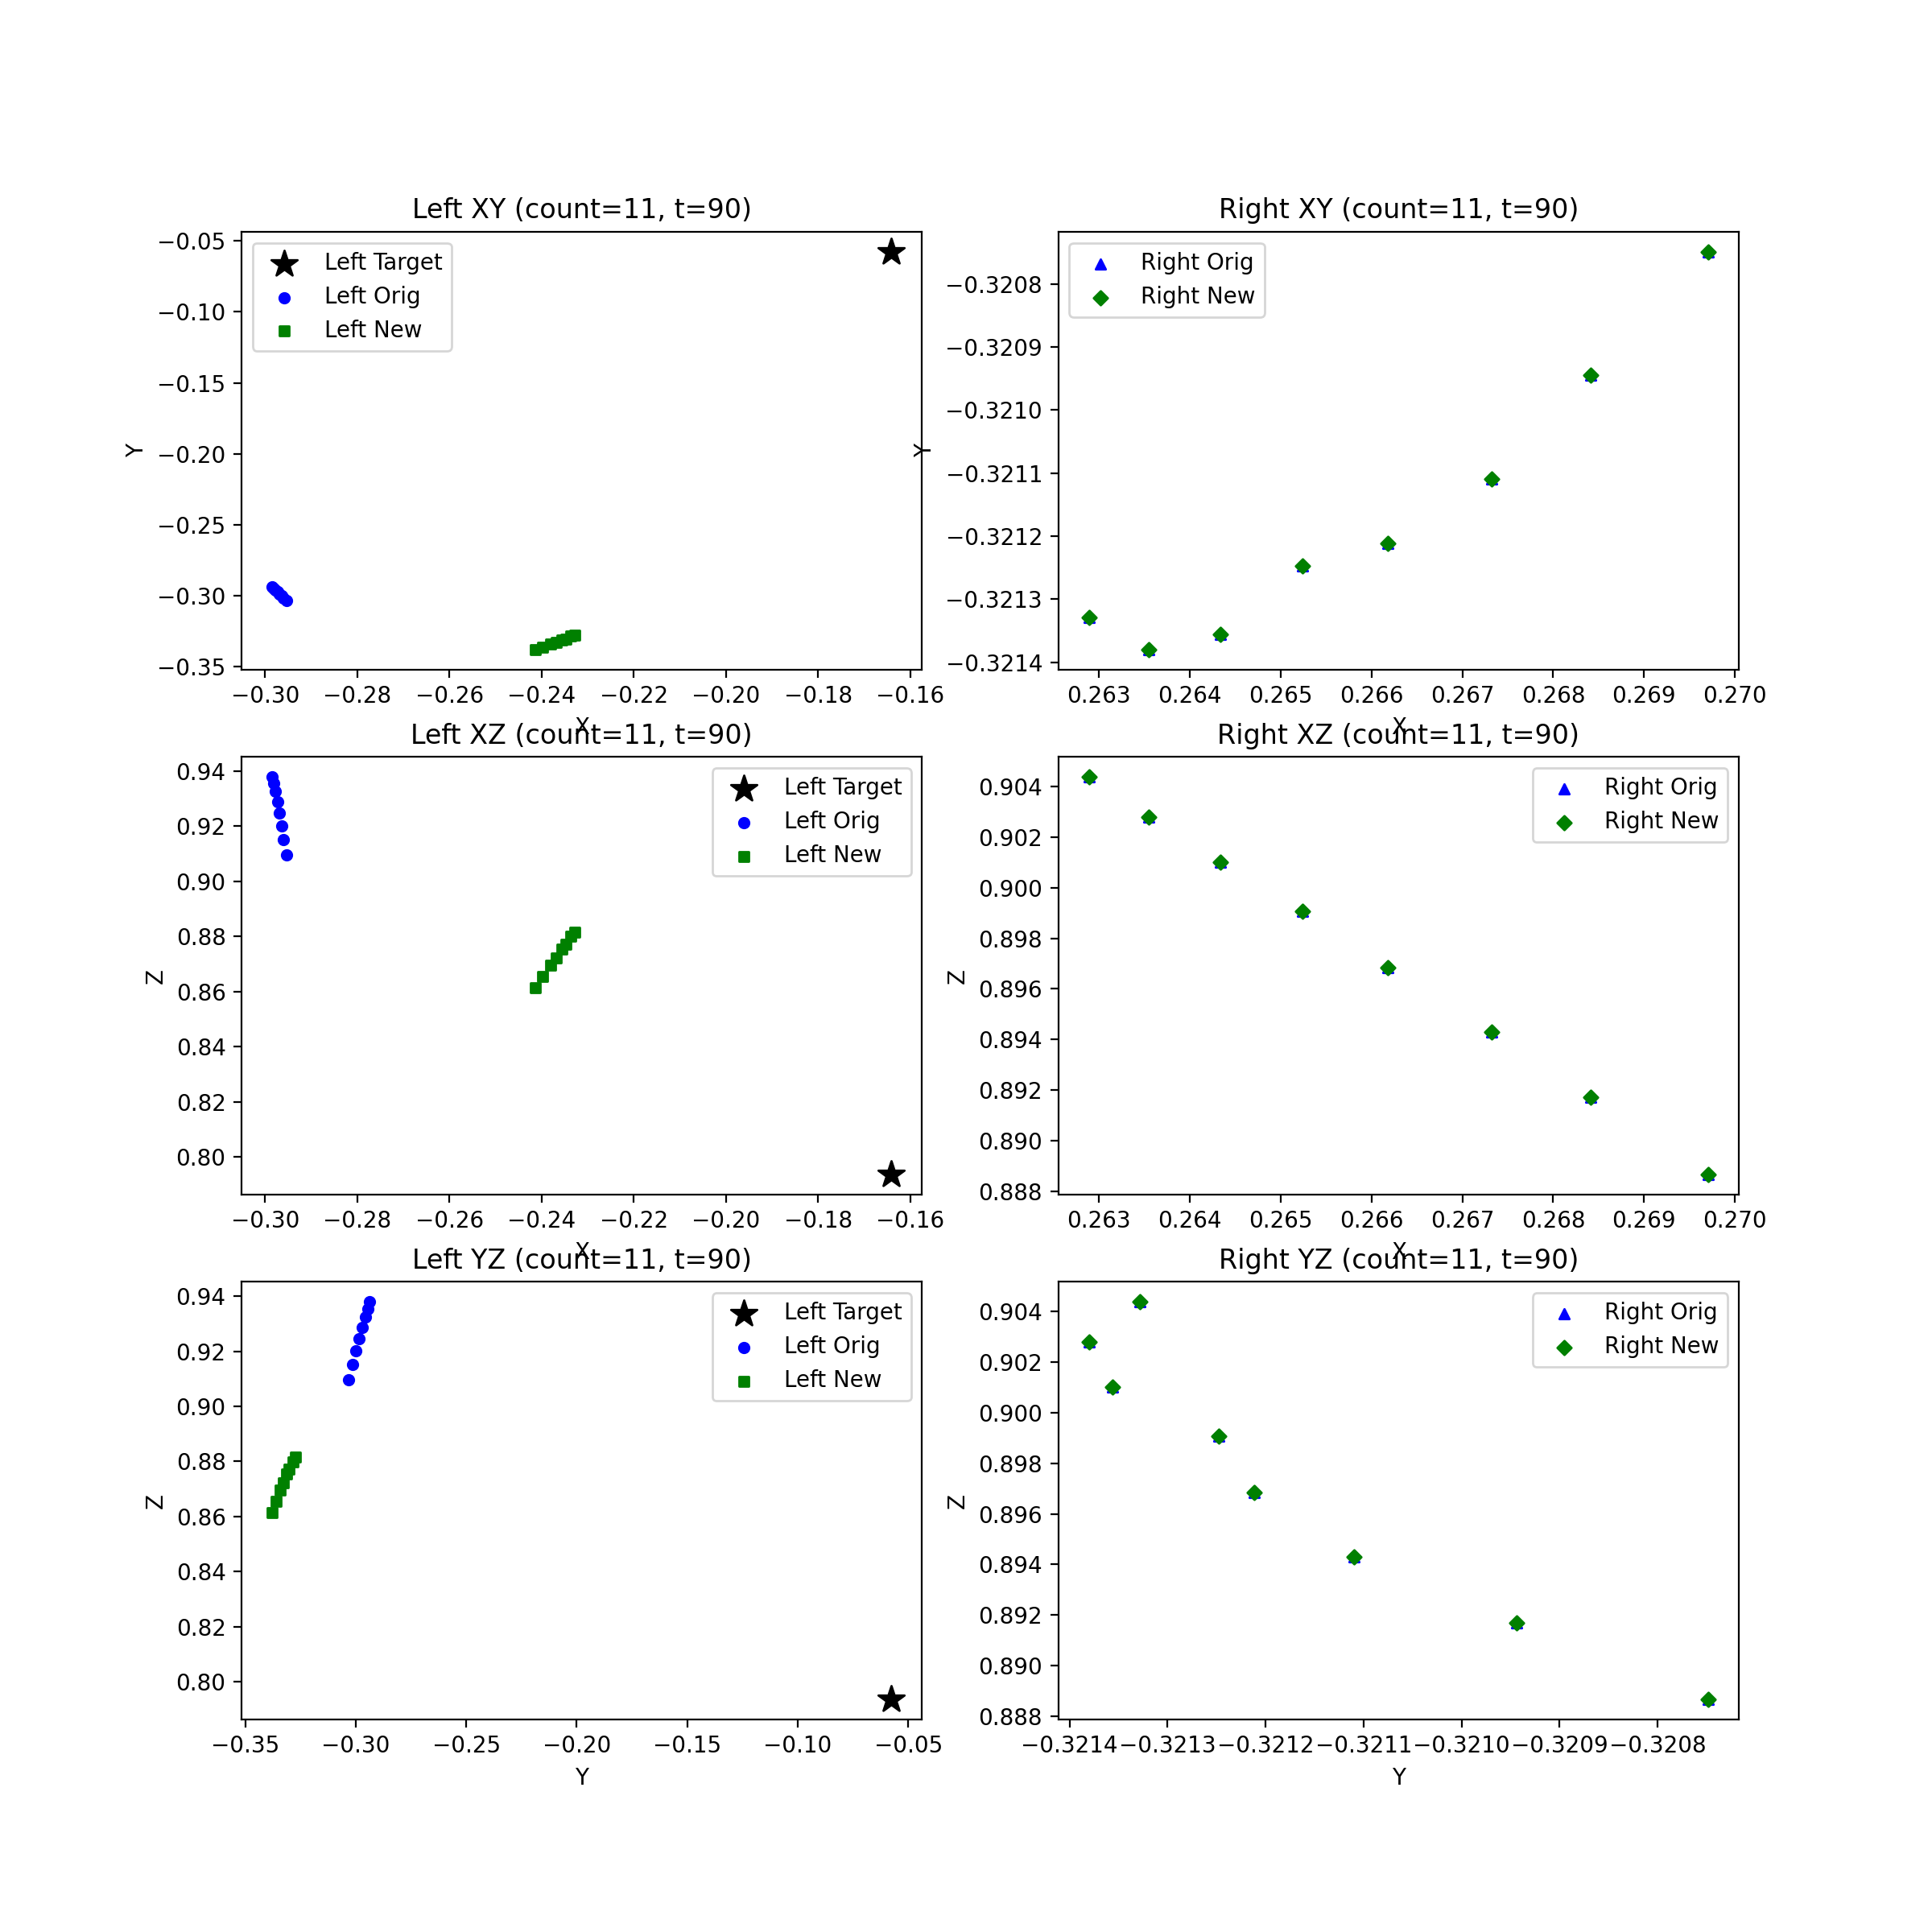 Left XY (count=11, t=90)
−0.05
−0.10
−0.15
−0.20
−0.25
−0.30
−0.35
Y
Left Target
Left Orig
Left New
−0.30 −0.28 −0.26 −0.24 −0.22 −0.20 −0.18 −0.16
X
Right XY (count=11, t=90)
−0.3208
−0.3209
−0.3210
−0.3211
−0.3212
−0.3213
−0.3214
Y
Right Orig
Right New
0.263 0.264 0.265 0.266 0.267 0.268 0.269 0.270
X
Left XZ (count=11, t=90)
0.94
0.92
0.90
0.88
0.86
0.84
0.82
0.80
Z
Left Target
Left Orig
Left New
−0.30 −0.28 −0.26 −0.24 −0.22 −0.20 −0.18 −0.16
X
Right XZ (count=11, t=90)
0.904
0.902
0.900
0.898
0.896
0.894
0.892
0.890
0.888
Z
Right Orig
Right New
0.263 0.264 0.265 0.266 0.267 0.268 0.269 0.270
X
Left YZ (count=11, t=90)
0.94
0.92
0.90
0.88
0.86
0.84
0.82
0.80
Z
Left Target
Left Orig
Left New
−0.35 −0.30 −0.25 −0.20 −0.15 −0.10 −0.05
Y
Right YZ (count=11, t=90)
0.904
0.902
0.900
0.898
0.896
0.894
0.892
0.890
0.888
Z
Right Orig
Right New
−0.3214 −0.3213 −0.3212 −0.3211 −0.3210 −0.3209 −0.3208
Y